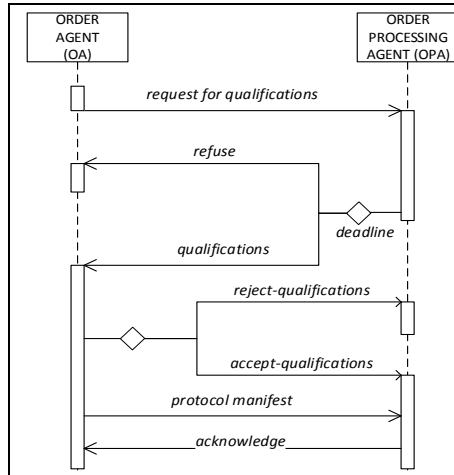 ORDER
AGENT
(OA)
ORDER
PROCESSING
AGENT (OPA)
request for qualifications
refuse
deadline
qualifications
reject-qualifications
accept-qualifications
protocol manifest
acknowledge